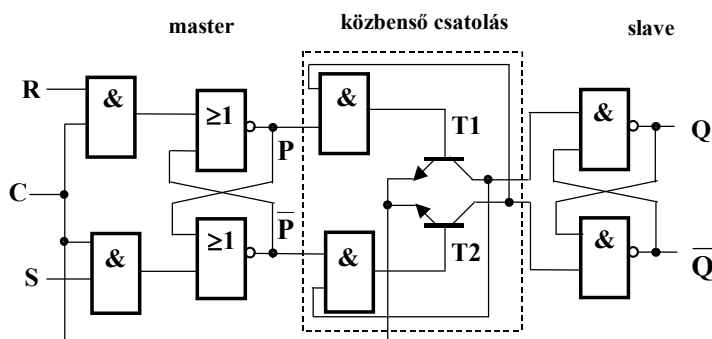 master
közbenső csatolás
slave
R
&
≥1
&
T1
&
Q
P
C
P
S
&
≥1
&
T2
&
Q